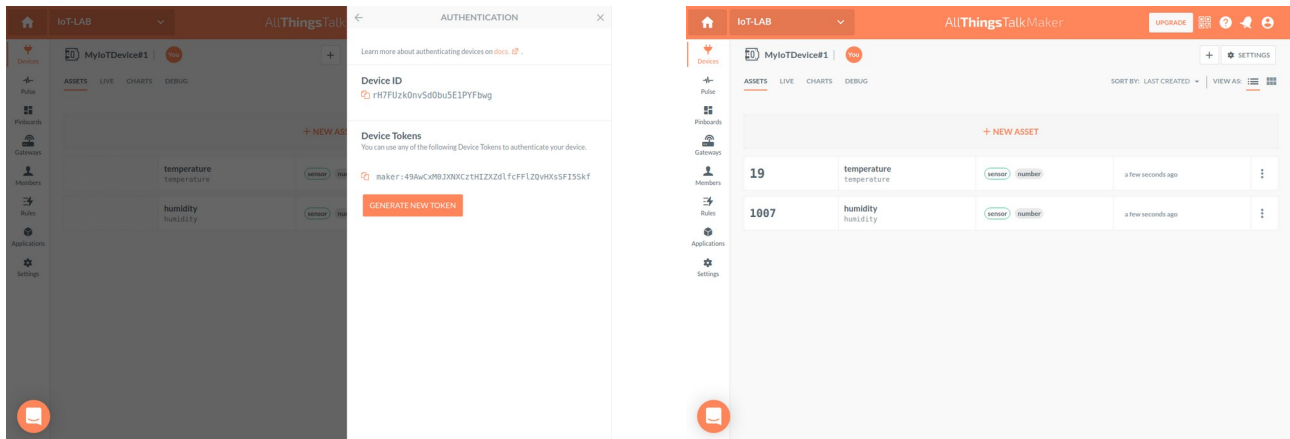 IoT-LAB
AllThingsTalk
Devices
Pulse
Pinboards
Gateways
Members
Rules
Applications
Settings
MyIoTDevice#1
You
+
ASSETS LIVE CHARTS DEBUG
+ NEW ASS
temperature
temperature
sensor
humidity
humidity
sensor
AUTHENTICATION
Learn more about authenticating devices on docs.
Device ID
rH7FUzkOnvSdObu5E1PYFbwg
Device Tokens
You can use any of the following Device Tokens to authenticate your device.
maker:49AwCxM0JXNXCztHIZXZdlfcFFlZQvHXsSFI5Skf
GENERATE NEW TOKEN
IoT-LAB
AllThingsTalkMaker
UPGRADE
Devices
Pulse
Pinboards
Gateways
Members
Rules
Applications
Settings
MyIoTDevice#1
You
+ SETTINGS
ASSETS LIVE CHARTS DEBUG
SORT BY: LAST CREATED VIEW AS:
+ NEW ASSET
19
temperature
temperature
sensor number
a few seconds ago
1007
humidity
humidity
sensor number
a few seconds ago